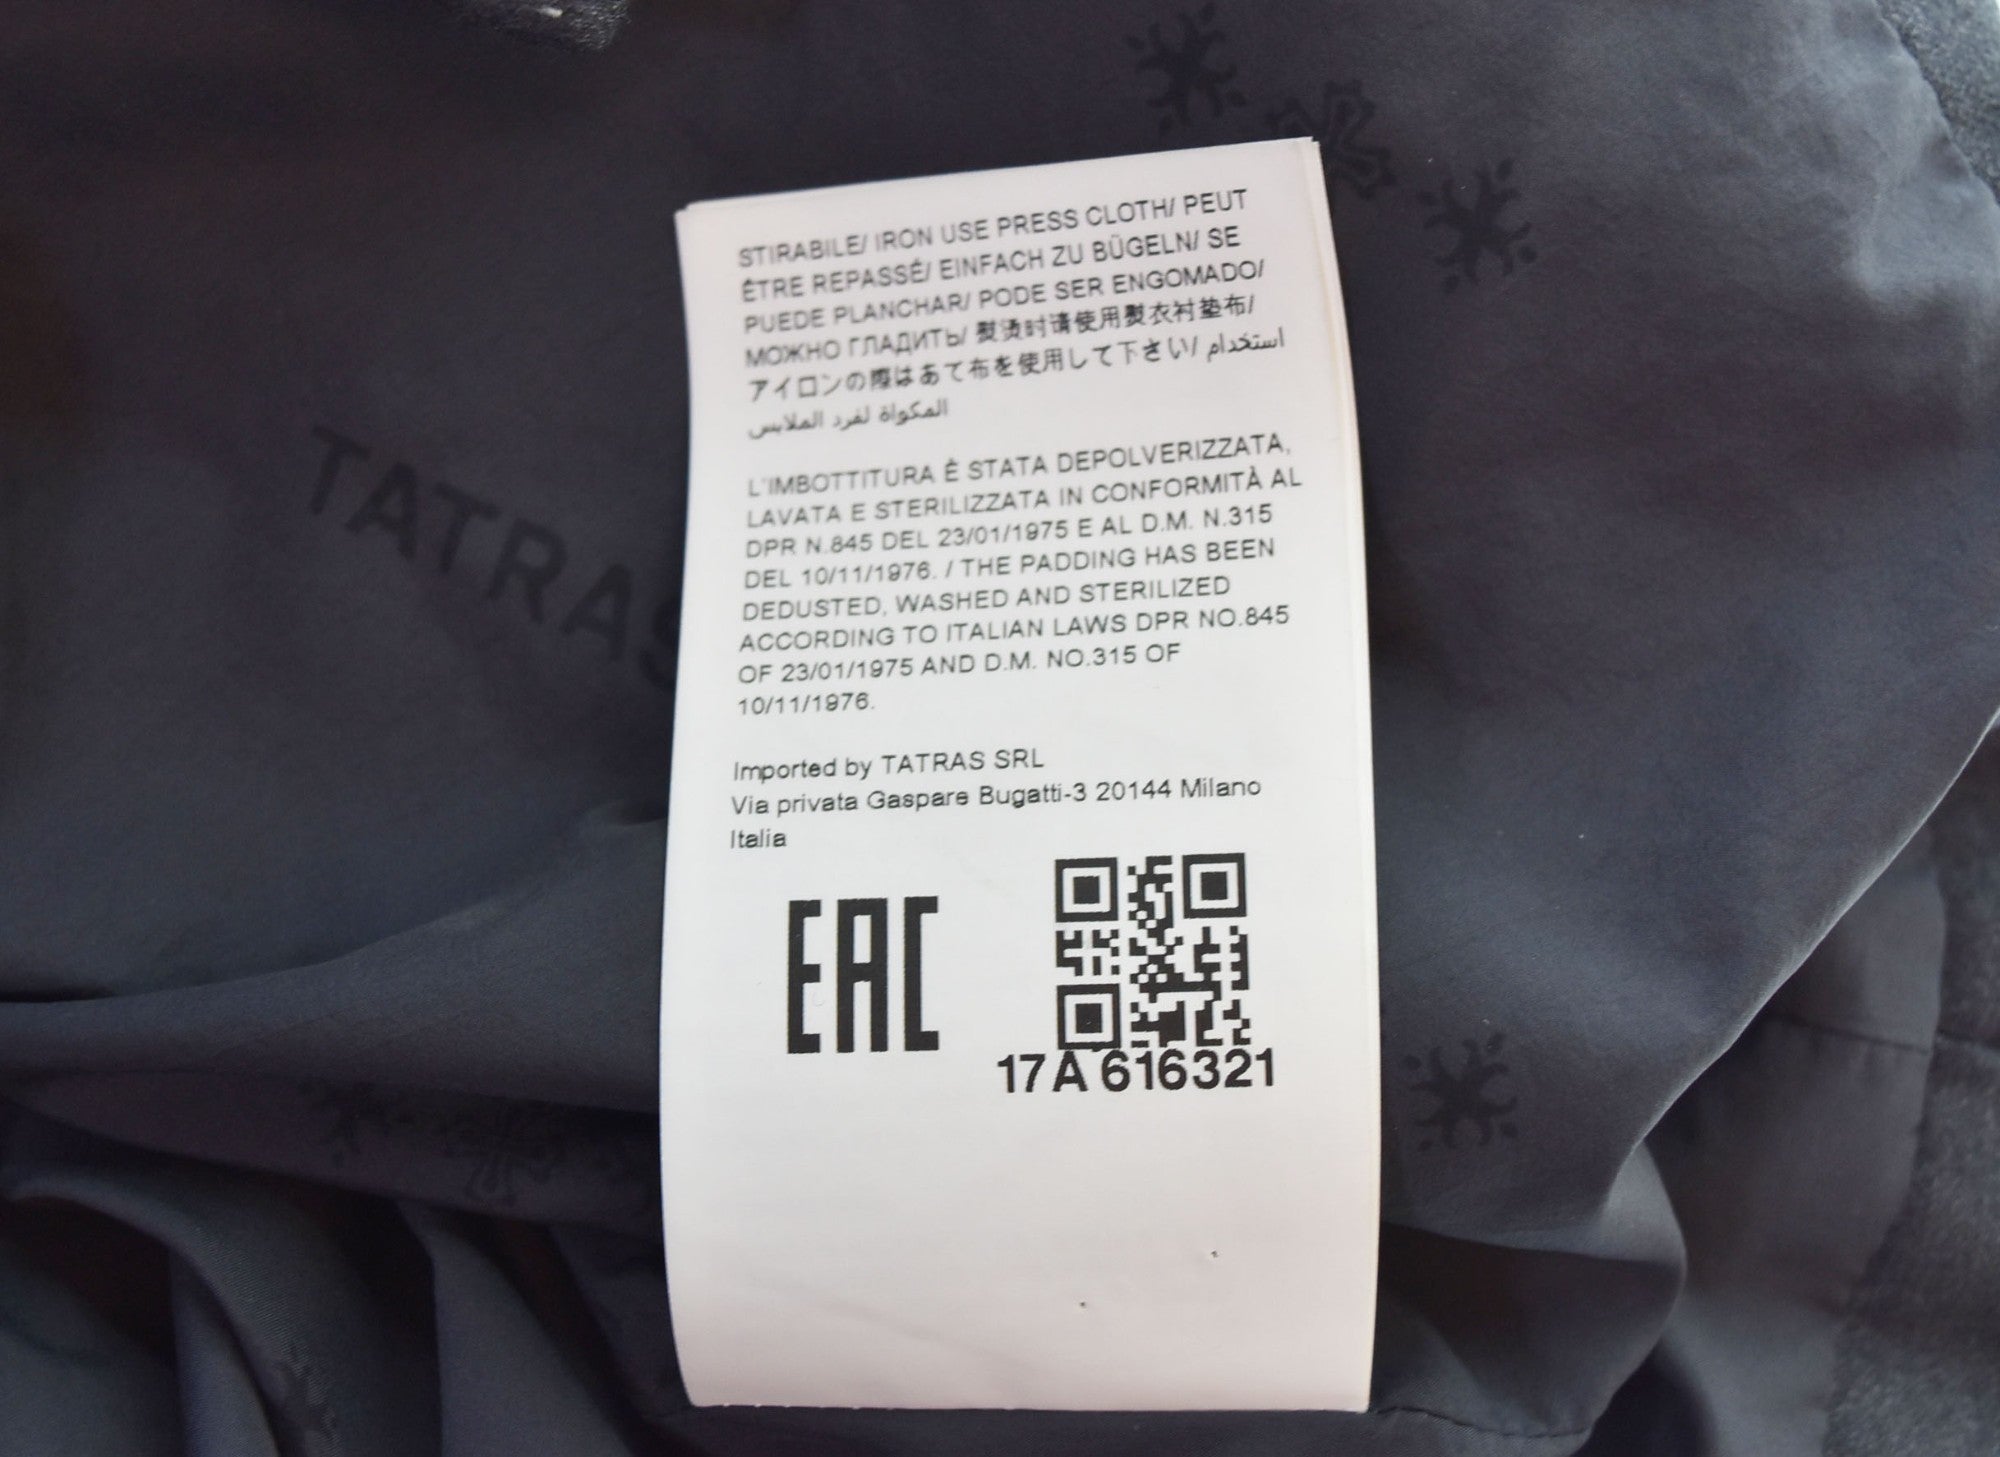 STIRABILE/ IRON USE PRESS CLOTH/ PEUT
ÊTRE REPASSÉ/ EINFACH ZU BÜGELN/ SE
PUEDE PLANCHAR/ PODE SER ENGOMADO/
МОЖНО ГЛАДИТЬ/ 熨烫时请使用熨衣衬垫布/
アイロンの際はあて布を使用して下さい/ استخدام
المكواة لفرد الملابس
L'IMBOTTITURA È STATA DEPOLVERIZZATA,
LAVATA E STERILIZZATA IN CONFORMITÀ AL
DPR N.845 DEL 23/01/1975 E AL D.M. N.315
DEL 10/11/1976. / THE PADDING HAS BEEN
DEDUSTED, WASHED AND STERILIZED
ACCORDING TO ITALIAN LAWS DPR NO.845
OF 23/01/1975 AND D.M. NO.315 OF
10/11/1976.
Imported by TATRAS SRL
Via privata Gaspare Bugatti-3 20144 Milano
Italia
EAC
17A 616321
TATRAS